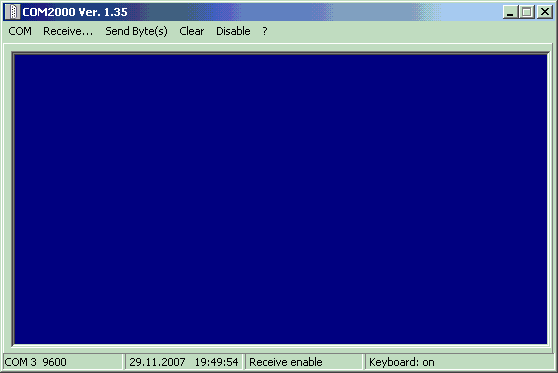 COM2000 Ver. 1.35
COM Receive... Send Byte(s) Clear Disable ?
COM 3 9600 29.11.2007 19:49:54 Receive enable Keyboard: on